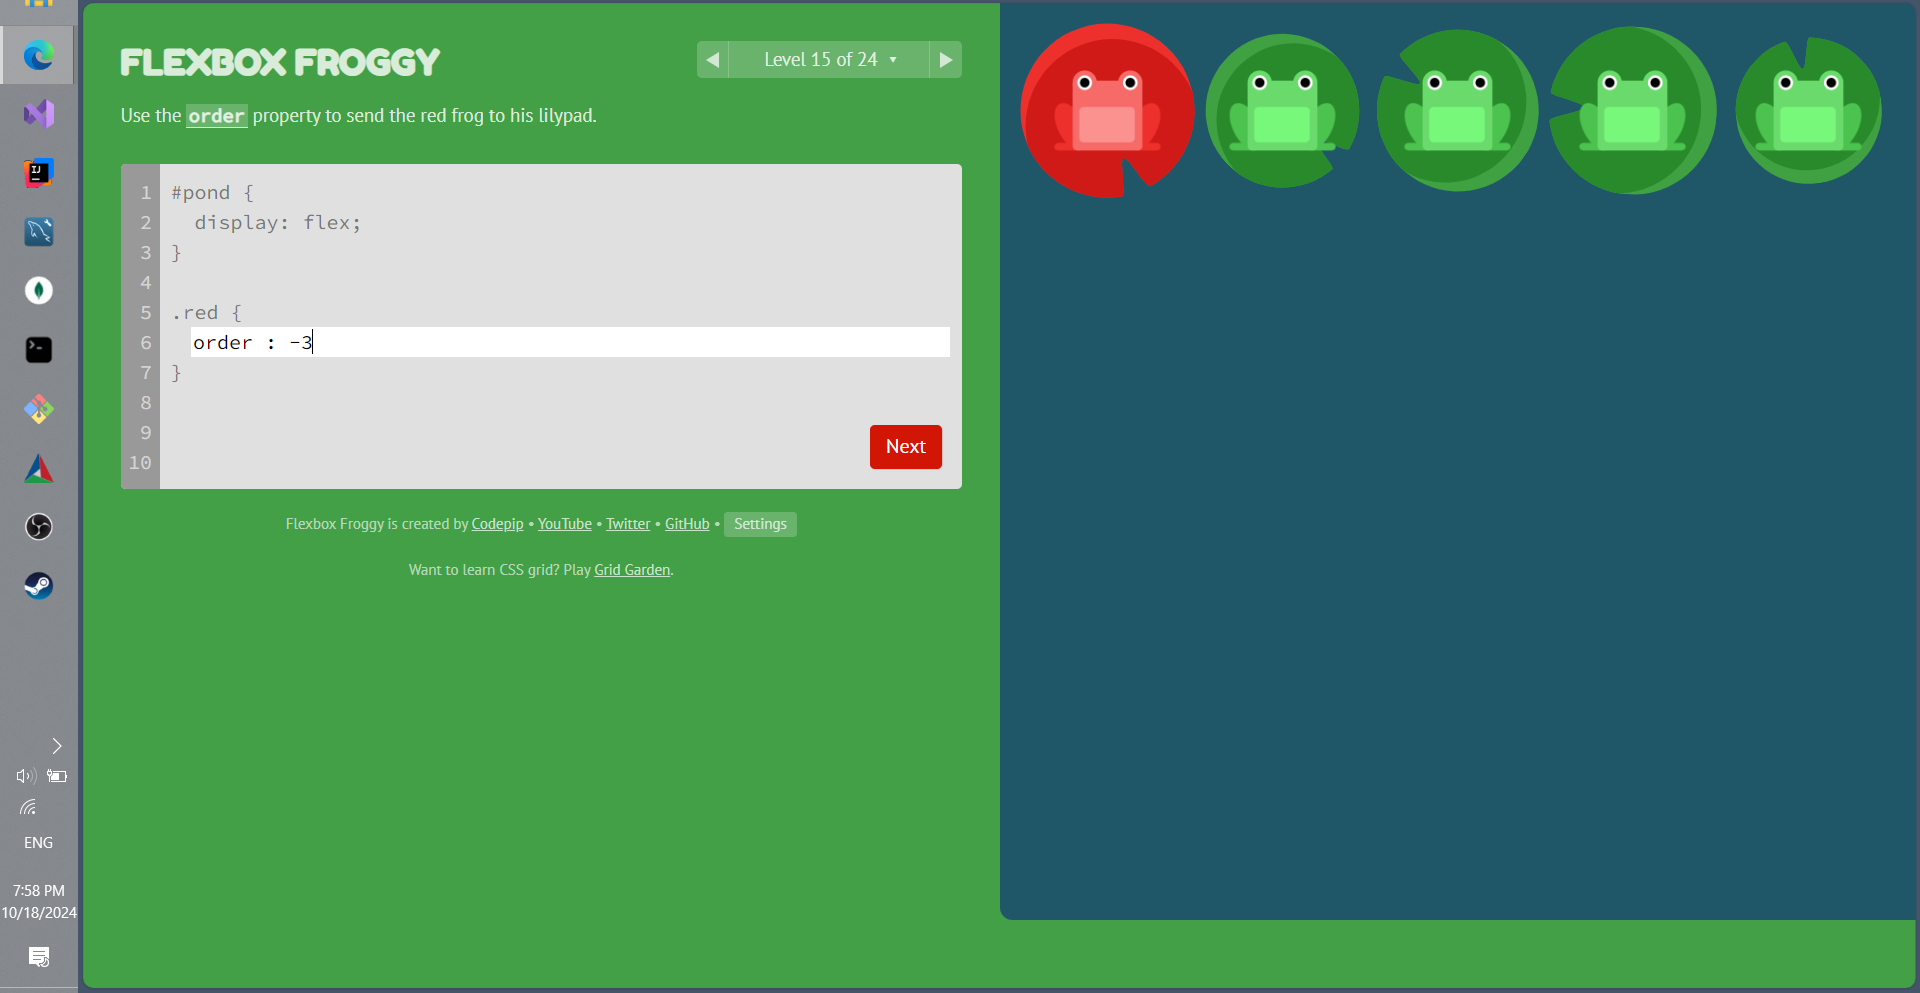 FLEXBOX FROGGY
Level 15 of 24
Use the order property to send the red frog to his lilypad.
1 #pond {
2 display: flex;
3 }
4
5 .red {
6 order : -3
7 }
8
9
10
Next
Flexbox Froggy is created by Codepip • YouTube • Twitter • GitHub • Settings
Want to learn CSS grid? Play Grid Garden.
IJ
ENG
7:58 PM
10/18/2024